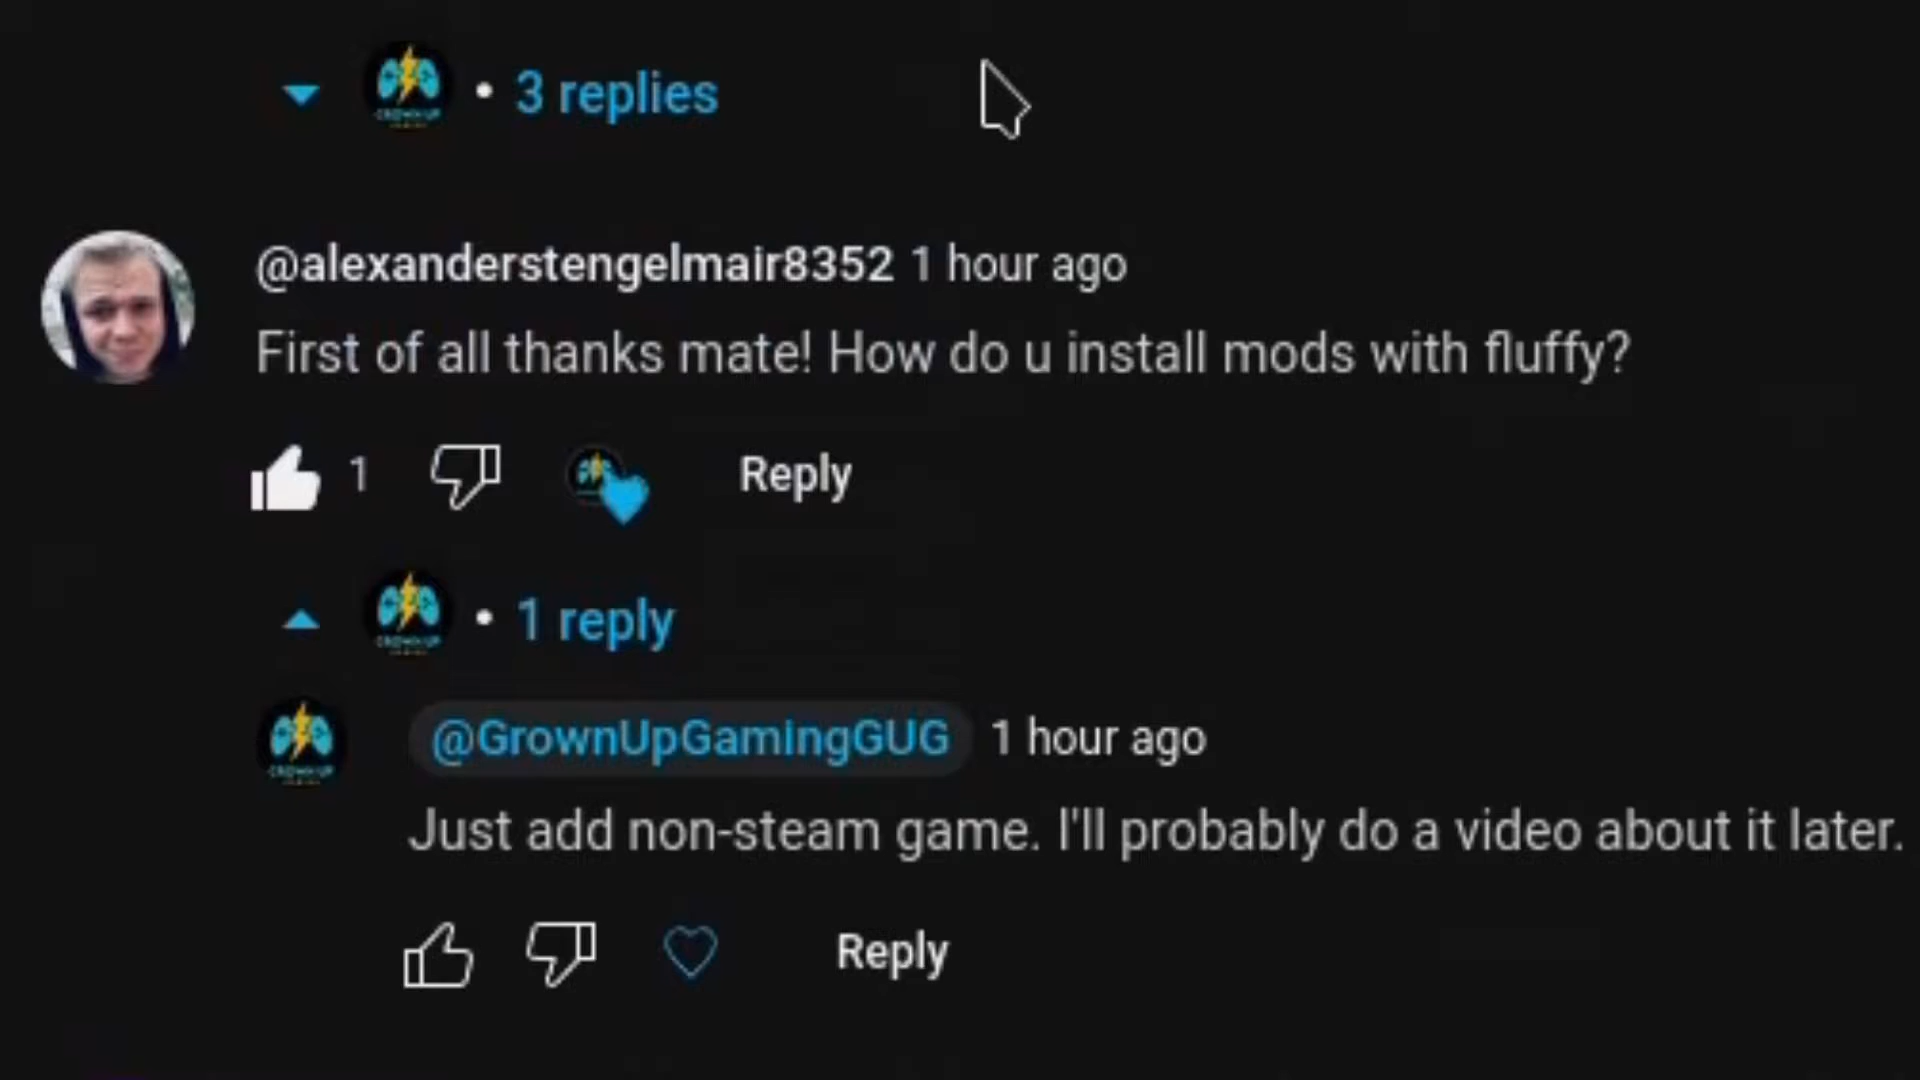 3 replies
@alexanderstengelmair8352 1 hour ago
First of all thanks mate! How do u install mods with fluffy?
1
Reply
1 reply
@GrownUpGamingGUG 1 hour ago
Just add non-steam game. I'll probably do a video about it later.
Reply